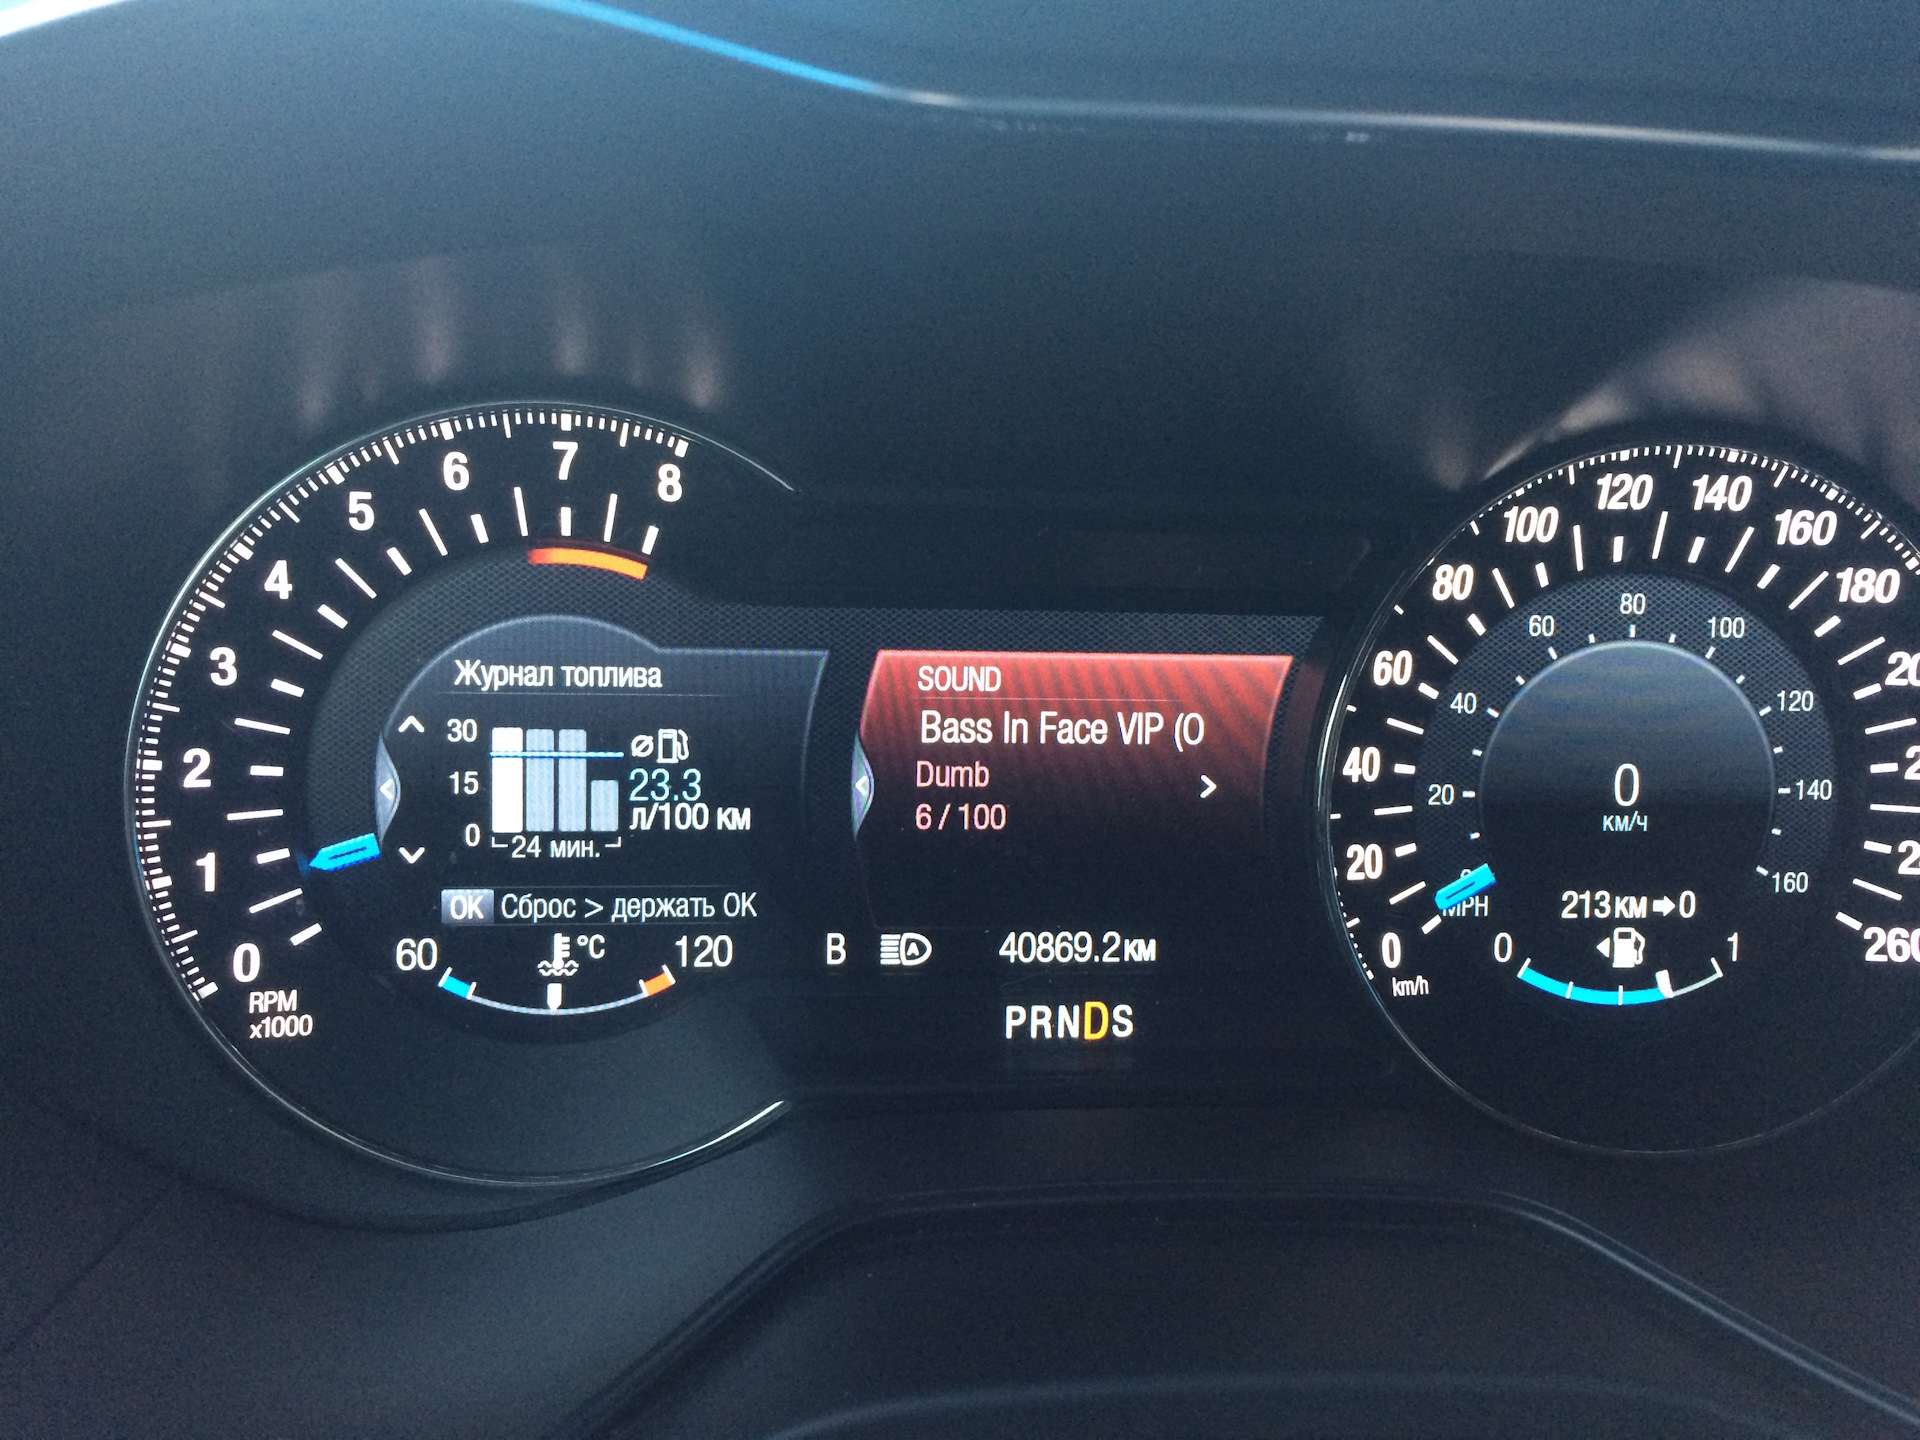 0
1
2
3
4
5
6
7
8
RPM
x1000
Журнал топлива
30
15
0
24 мин.
⌀ 23.3
л/100 км
OK Сброс > держать OK
60 °C 120
SOUND
Bass In Face VIP (O
Dumb
6 / 100
B
40869.2км
PRNDS
0
20
40
60
80
100
120
140
160
180
260
km/h
20
40
60
80
100
120
140
160
MPH
0
км/ч
213км➡0
0 1